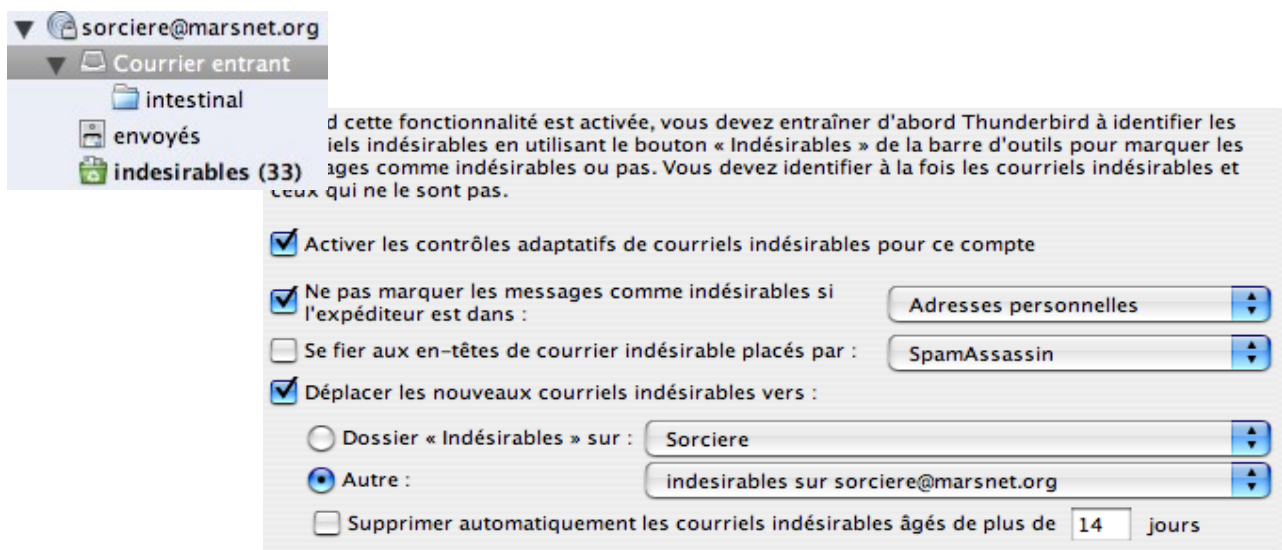 sorciere@marsnet.org
Courrier entrant
intestinal
envoyés
indesirables (33)
d cette fonctionnalité est activée, vous devez entraîner d'abord Thunderbird à identifier les
iels indésirables en utilisant le bouton « Indésirables » de la barre d'outils pour marquer les
ages comme indésirables ou pas. Vous devez identifier à la fois les courriels indésirables et
ceux qui ne le sont pas.
Activer les contrôles adaptatifs de courriels indésirables pour ce compte
Ne pas marquer les messages comme indésirables si
l'expéditeur est dans :
Adresses personnelles
Se fier aux en-têtes de courrier indésirable placés par :
SpamAssassin
Déplacer les nouveaux courriels indésirables vers :
Dossier « Indésirables » sur :
Sorciere
Autre :
indesirables sur sorciere@marsnet.org
Supprimer automatiquement les courriels indésirables âgés de plus de 14 jours